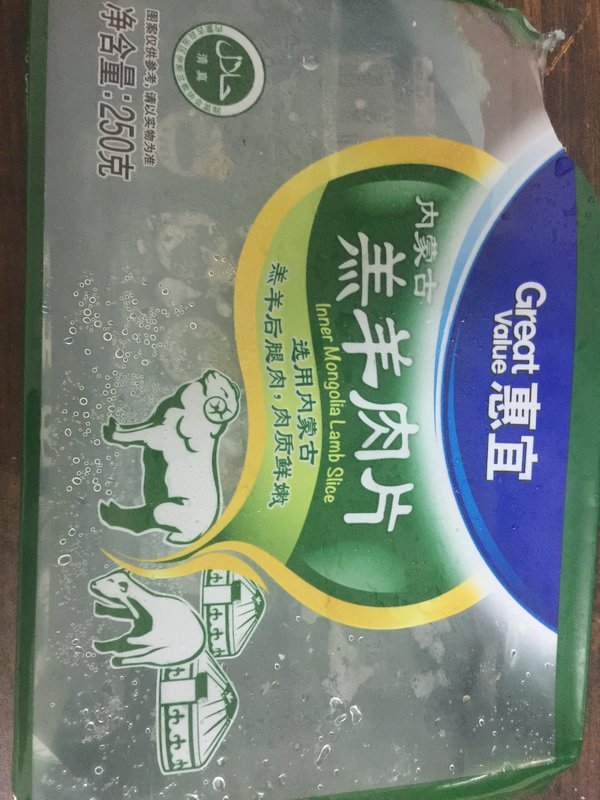 Great
Value
惠宜
内蒙古
羔羊肉片
Inner Mongolia Lamb Slice
选用内蒙古
羔羊后腿肉，肉质鲜嫩
清真
图案仅供参考，请以实物为准
净含量：250克